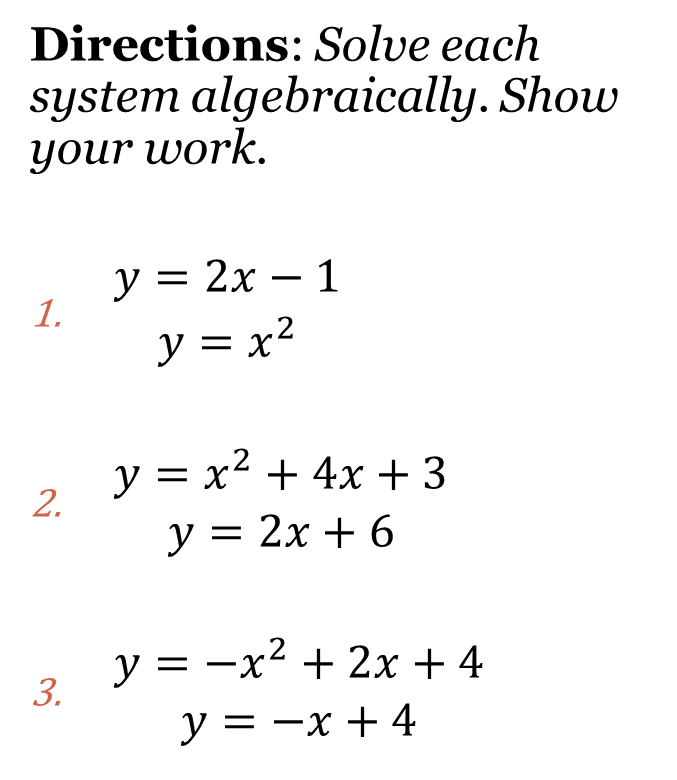 Directions: Solve each
system algebraically. Show
your work.
1.
y = 2x − 1
y = x²
2.
y = x² + 4x + 3
y = 2x + 6
3.
y = −x² + 2x + 4
y = −x + 4